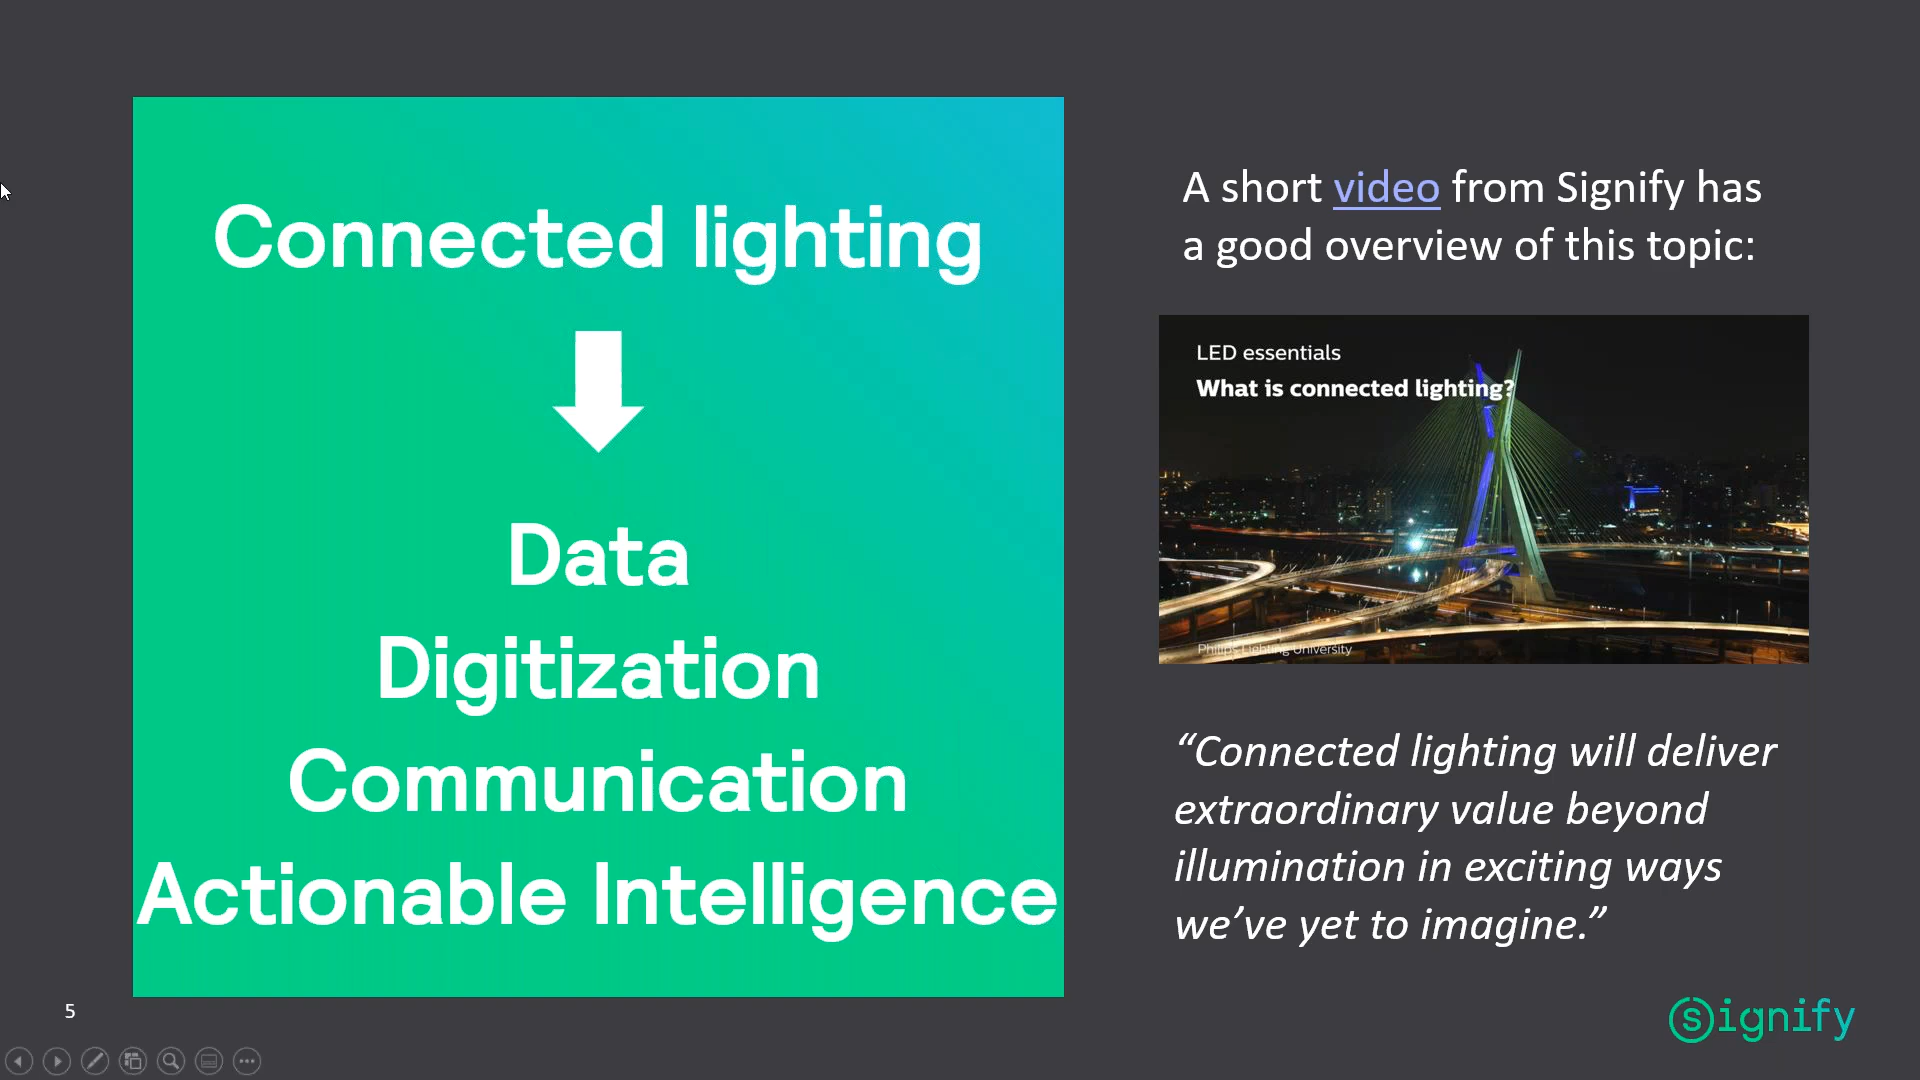 Connected lighting
Data
Digitization
Communication
Actionable Intelligence
A short video from Signify has
a good overview of this topic:
LED essentials
What is connected lighting?
Philips Lighting University
“Connected lighting will deliver
extraordinary value beyond
illumination in exciting ways
we’ve yet to imagine.”
5
Signify